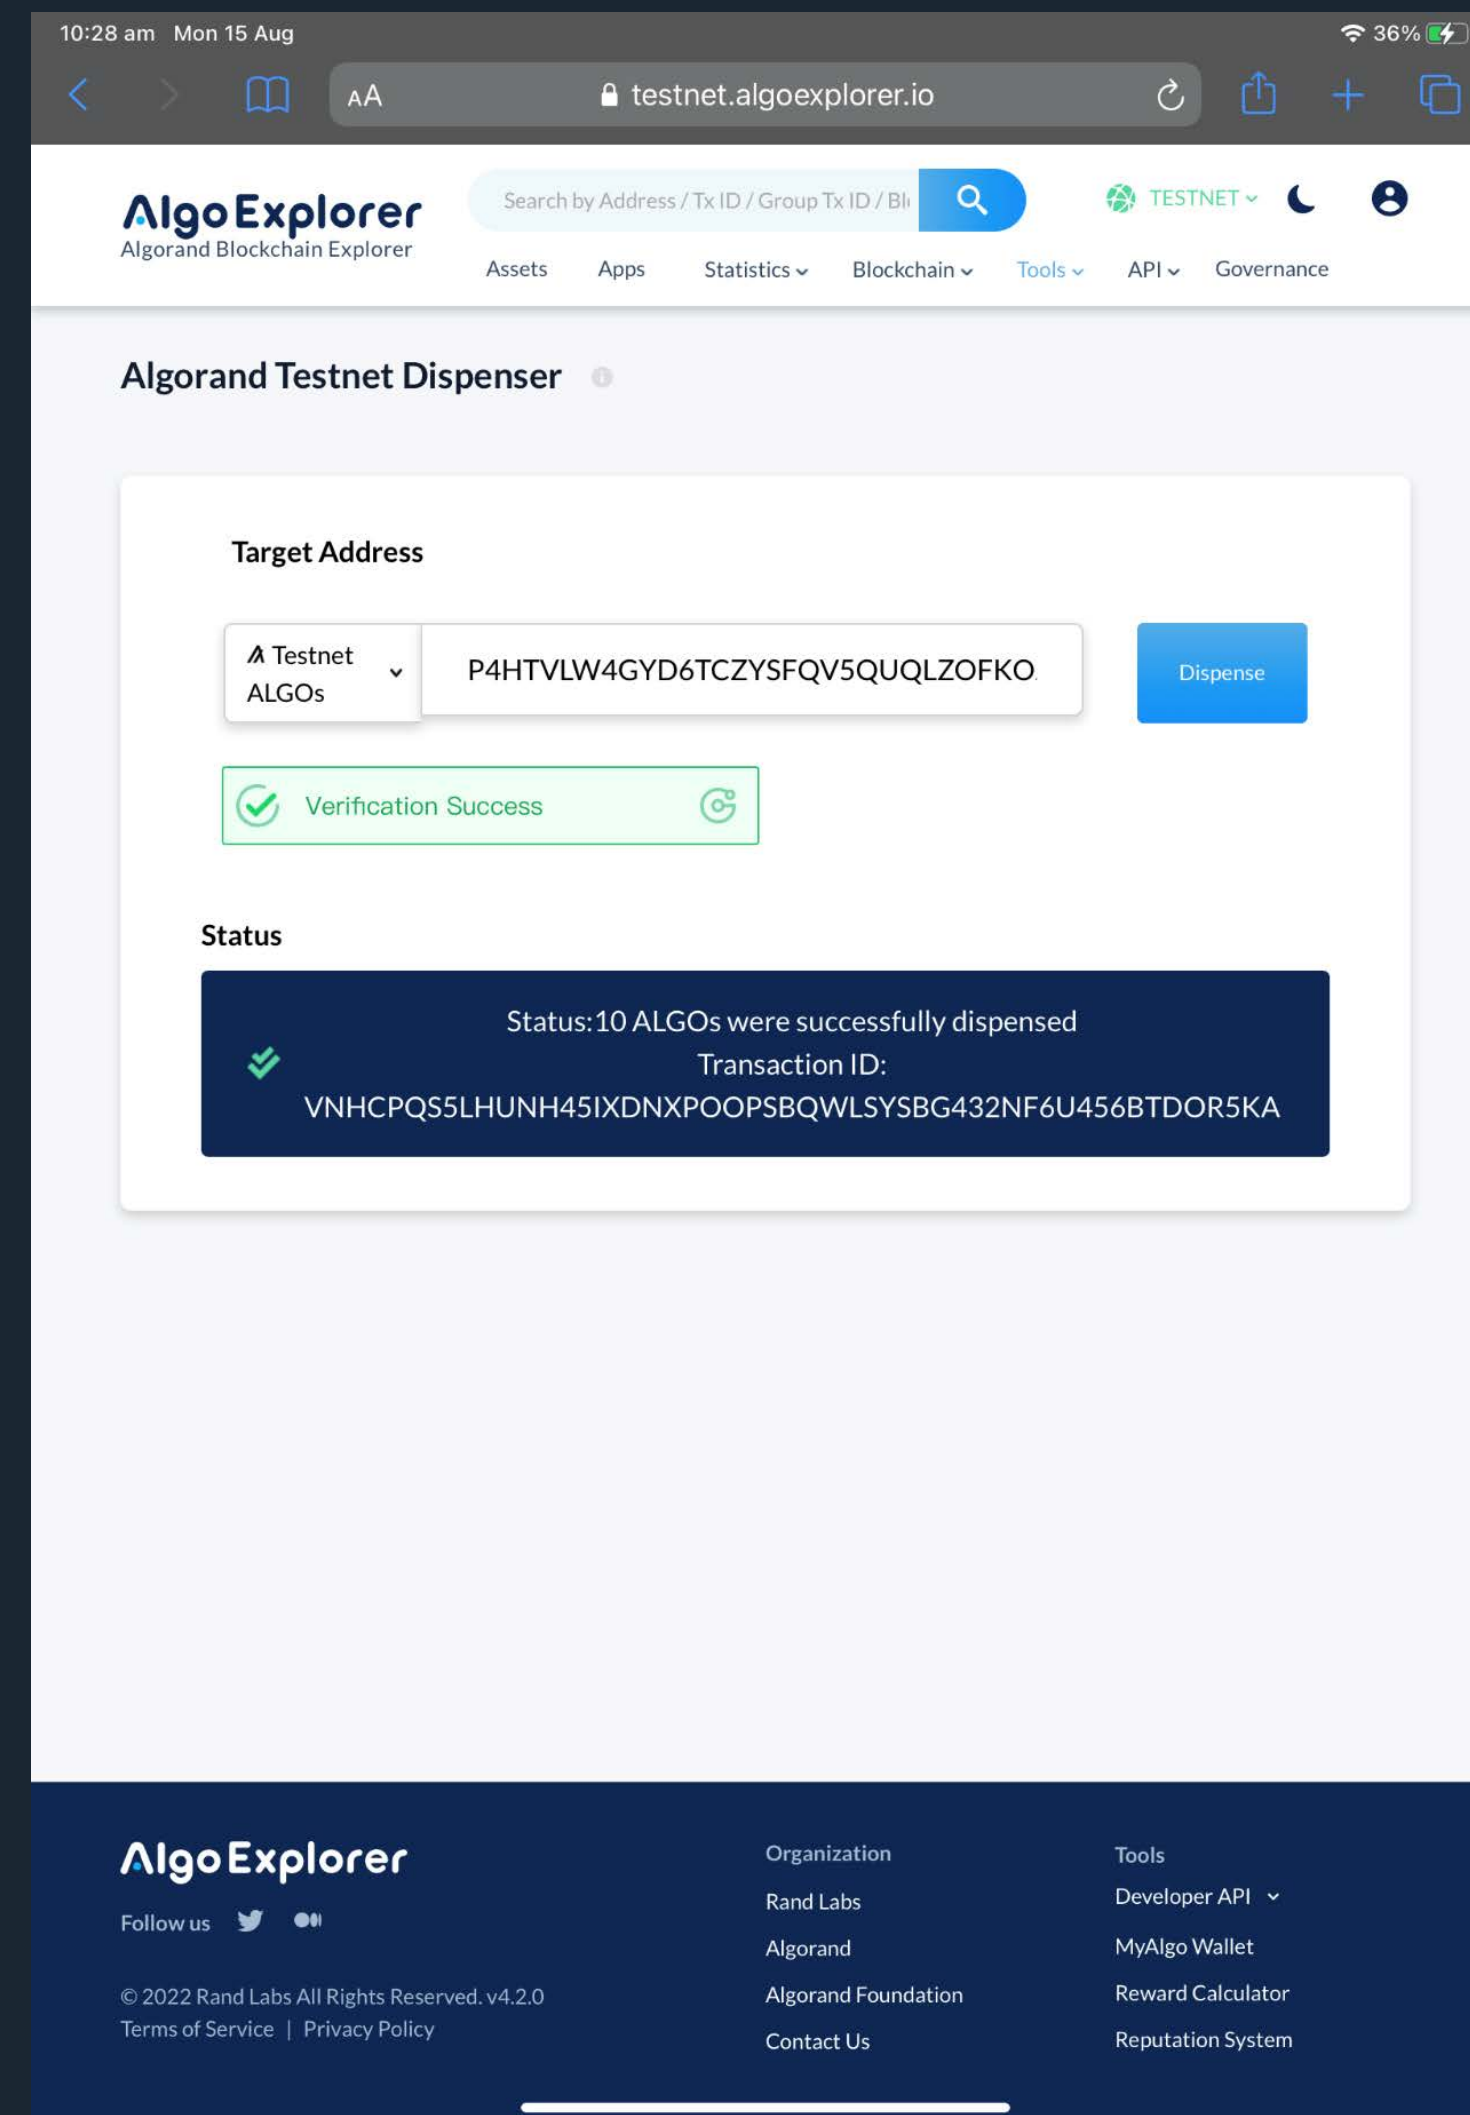 10:28 am Mon 15 Aug
36%
AA
testnet.algoexplorer.io
AlgoExplorer
Algorand Blockchain Explorer
Search by Address / Tx ID / Group Tx ID / Bl
TESTNET
Assets Apps Statistics Blockchain Tools API Governance
Algorand Testnet Dispenser
Target Address
Testnet
ALGOs
P4HTVLW4GYD6TCZYSFQV5QUQLZOFKO
Dispense
Verification Success
Status
Status:10 ALGOs were successfully dispensed
Transaction ID:
VNHCPQS5LHUNH45IXDNXPOOPSBQWLSYSBG432NF6U456BTDOR5KA
AlgoExplorer
Follow us
© 2022 Rand Labs All Rights Reserved. v4.2.0
Terms of Service | Privacy Policy
Organization
Rand Labs
Algorand
Algorand Foundation
Contact Us
Tools
Developer API
MyAlgo Wallet
Reward Calculator
Reputation System